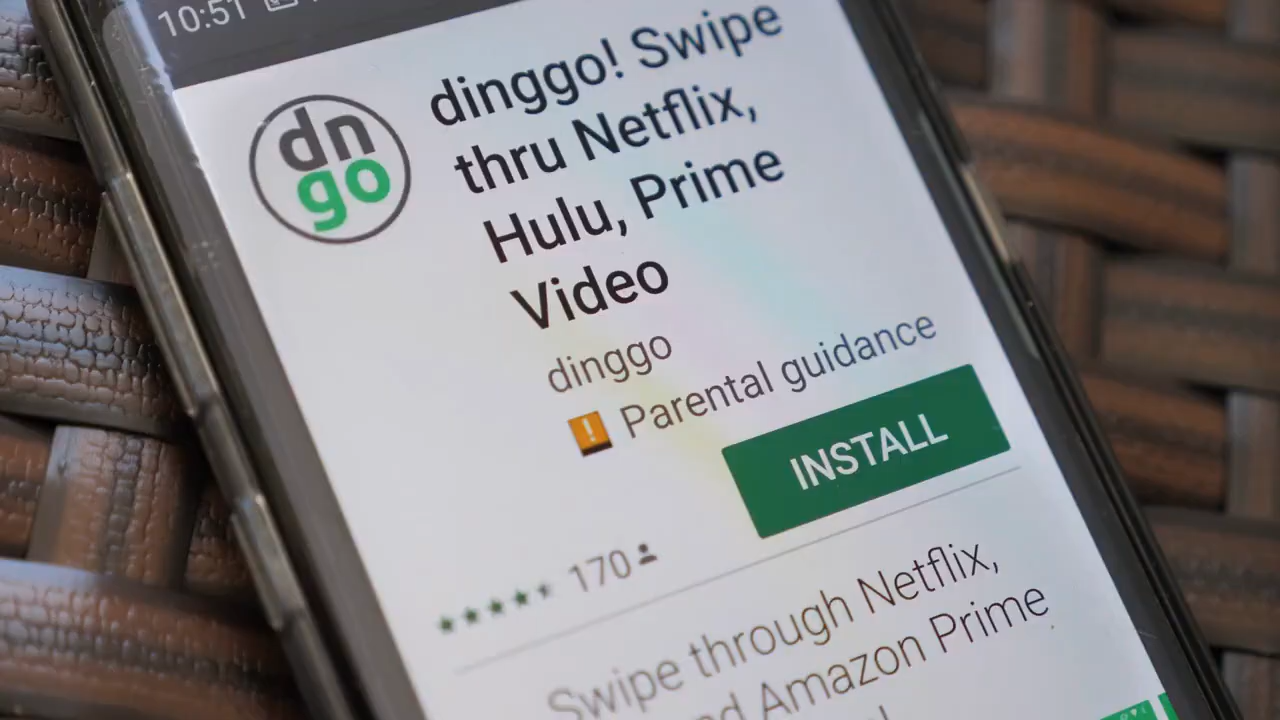 10:51
dn
go
dinggo! Swipe
thru Netflix,
Hulu, Prime
Video
dinggo
! Parental guidance
INSTALL
170
Swipe through Netflix,
Amazon Prime